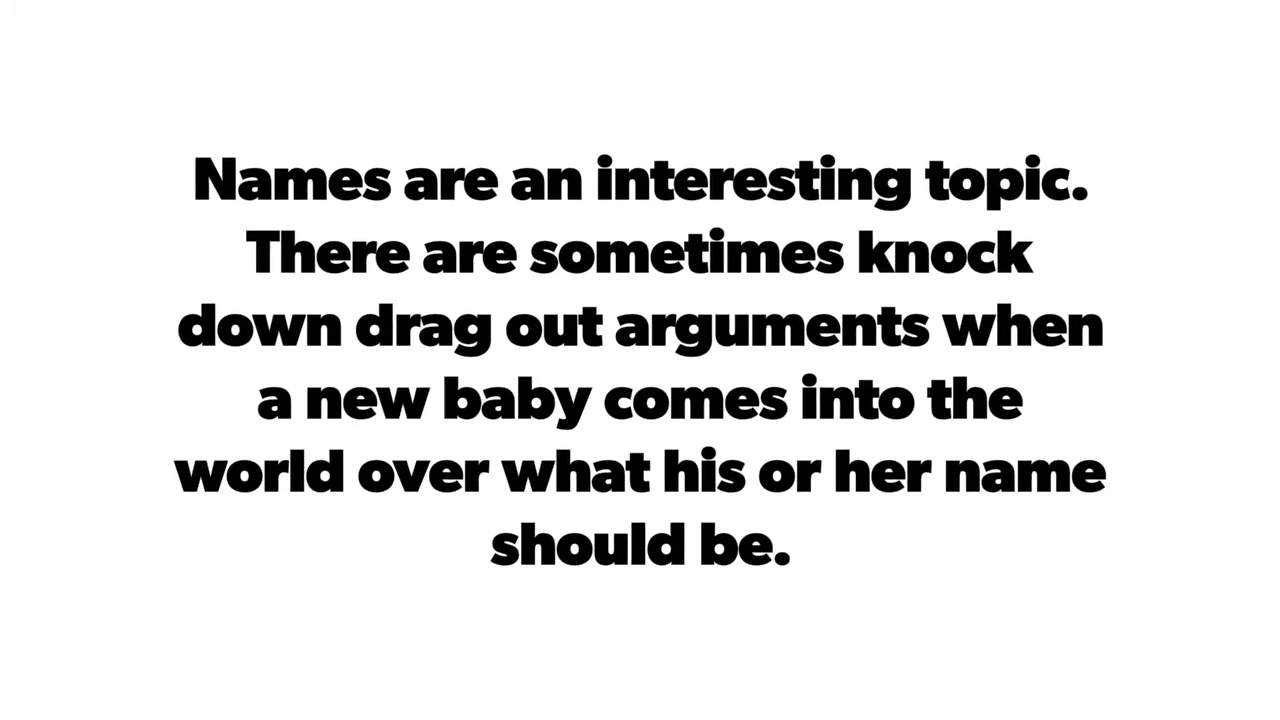 Names are an interesting topic.
There are sometimes knock
down drag out arguments when
a new baby comes into the
world over what his or her name
should be.